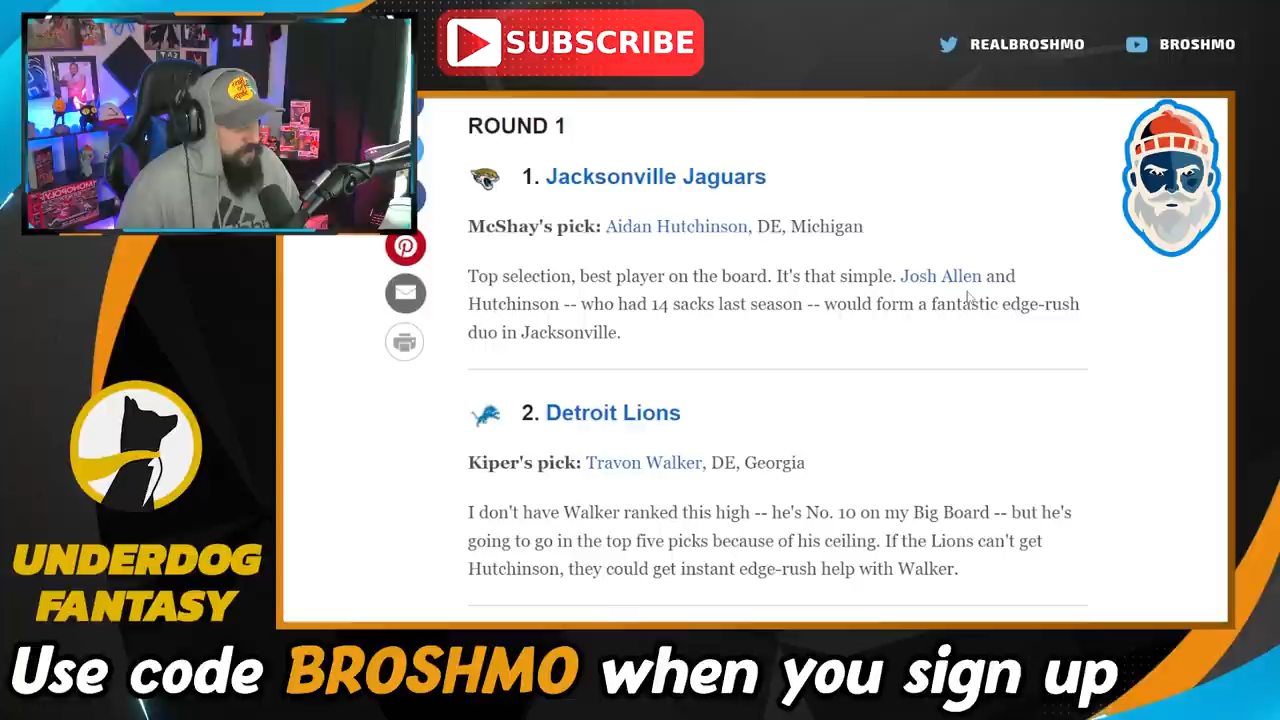 SUBSCRIBE
REALBROSHMO
BROSHMO
ROUND 1
1. Jacksonville Jaguars
McShay's pick: Aidan Hutchinson, DE, Michigan
Top selection, best player on the board. It's that simple. Josh Allen and
Hutchinson -- who had 14 sacks last season -- would form a fantastic edge-rush
duo in Jacksonville.
2. Detroit Lions
Kiper's pick: Travon Walker, DE, Georgia
I don't have Walker ranked this high -- he's No. 10 on my Big Board -- but he's
going to go in the top five picks because of his ceiling. If the Lions can't get
Hutchinson, they could get instant edge-rush help with Walker.
UNDERDOG
FANTASY
Use code BROSHMO when you sign up